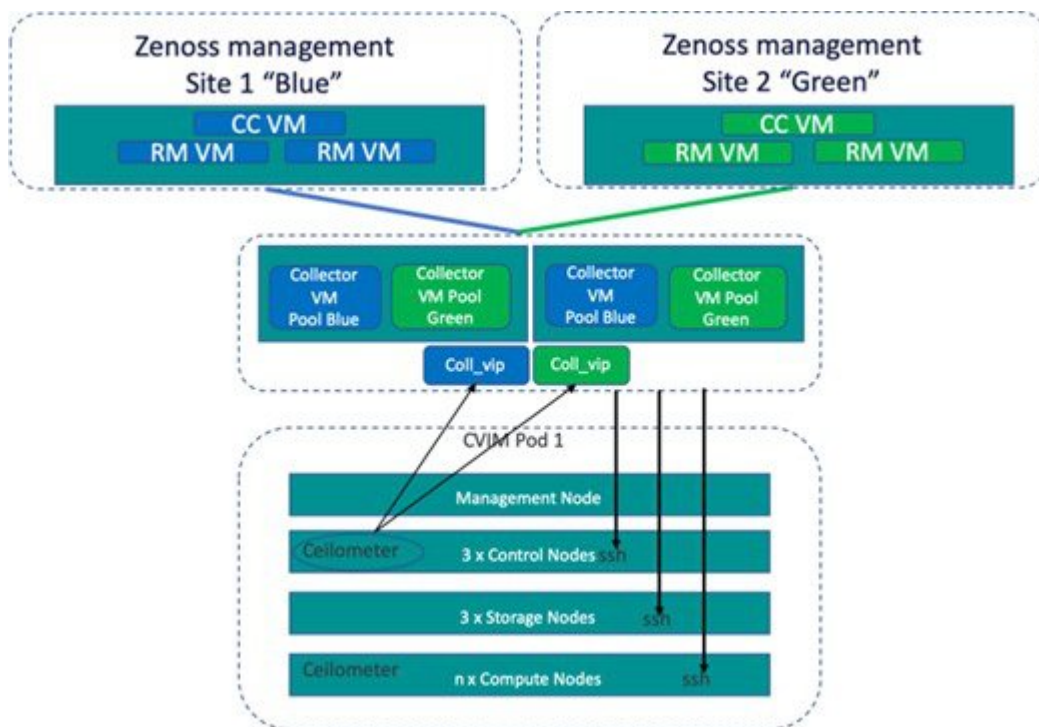 Zenoss management
Site 1 “Blue”
CC VM
RM VM
RM VM
Zenoss management
Site 2 “Green”
CC VM
RM VM
RM VM
Collector
VM
Pool Blue
Collector
VM Pool
Green
Collector
VM
Pool Blue
Collector
VM Pool
Green
Coll_vip
Coll_vip
CVIM Pod 1
Management Node
Ceilometer
3 x Control Nodes
ssh
3 x Storage Nodes
ssh
Ceilometer
n x Compute Nodes
ssh